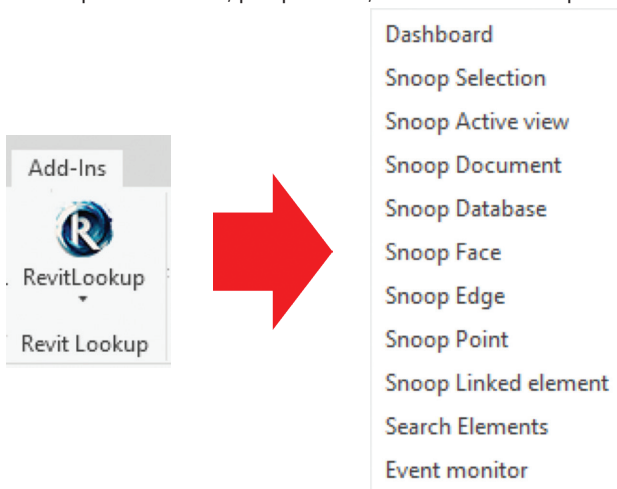 Add-Ins
RevitLookup
Revit Lookup
Dashboard
Snoop Selection
Snoop Active view
Snoop Document
Snoop Database
Snoop Face
Snoop Edge
Snoop Point
Snoop Linked element
Search Elements
Event monitor